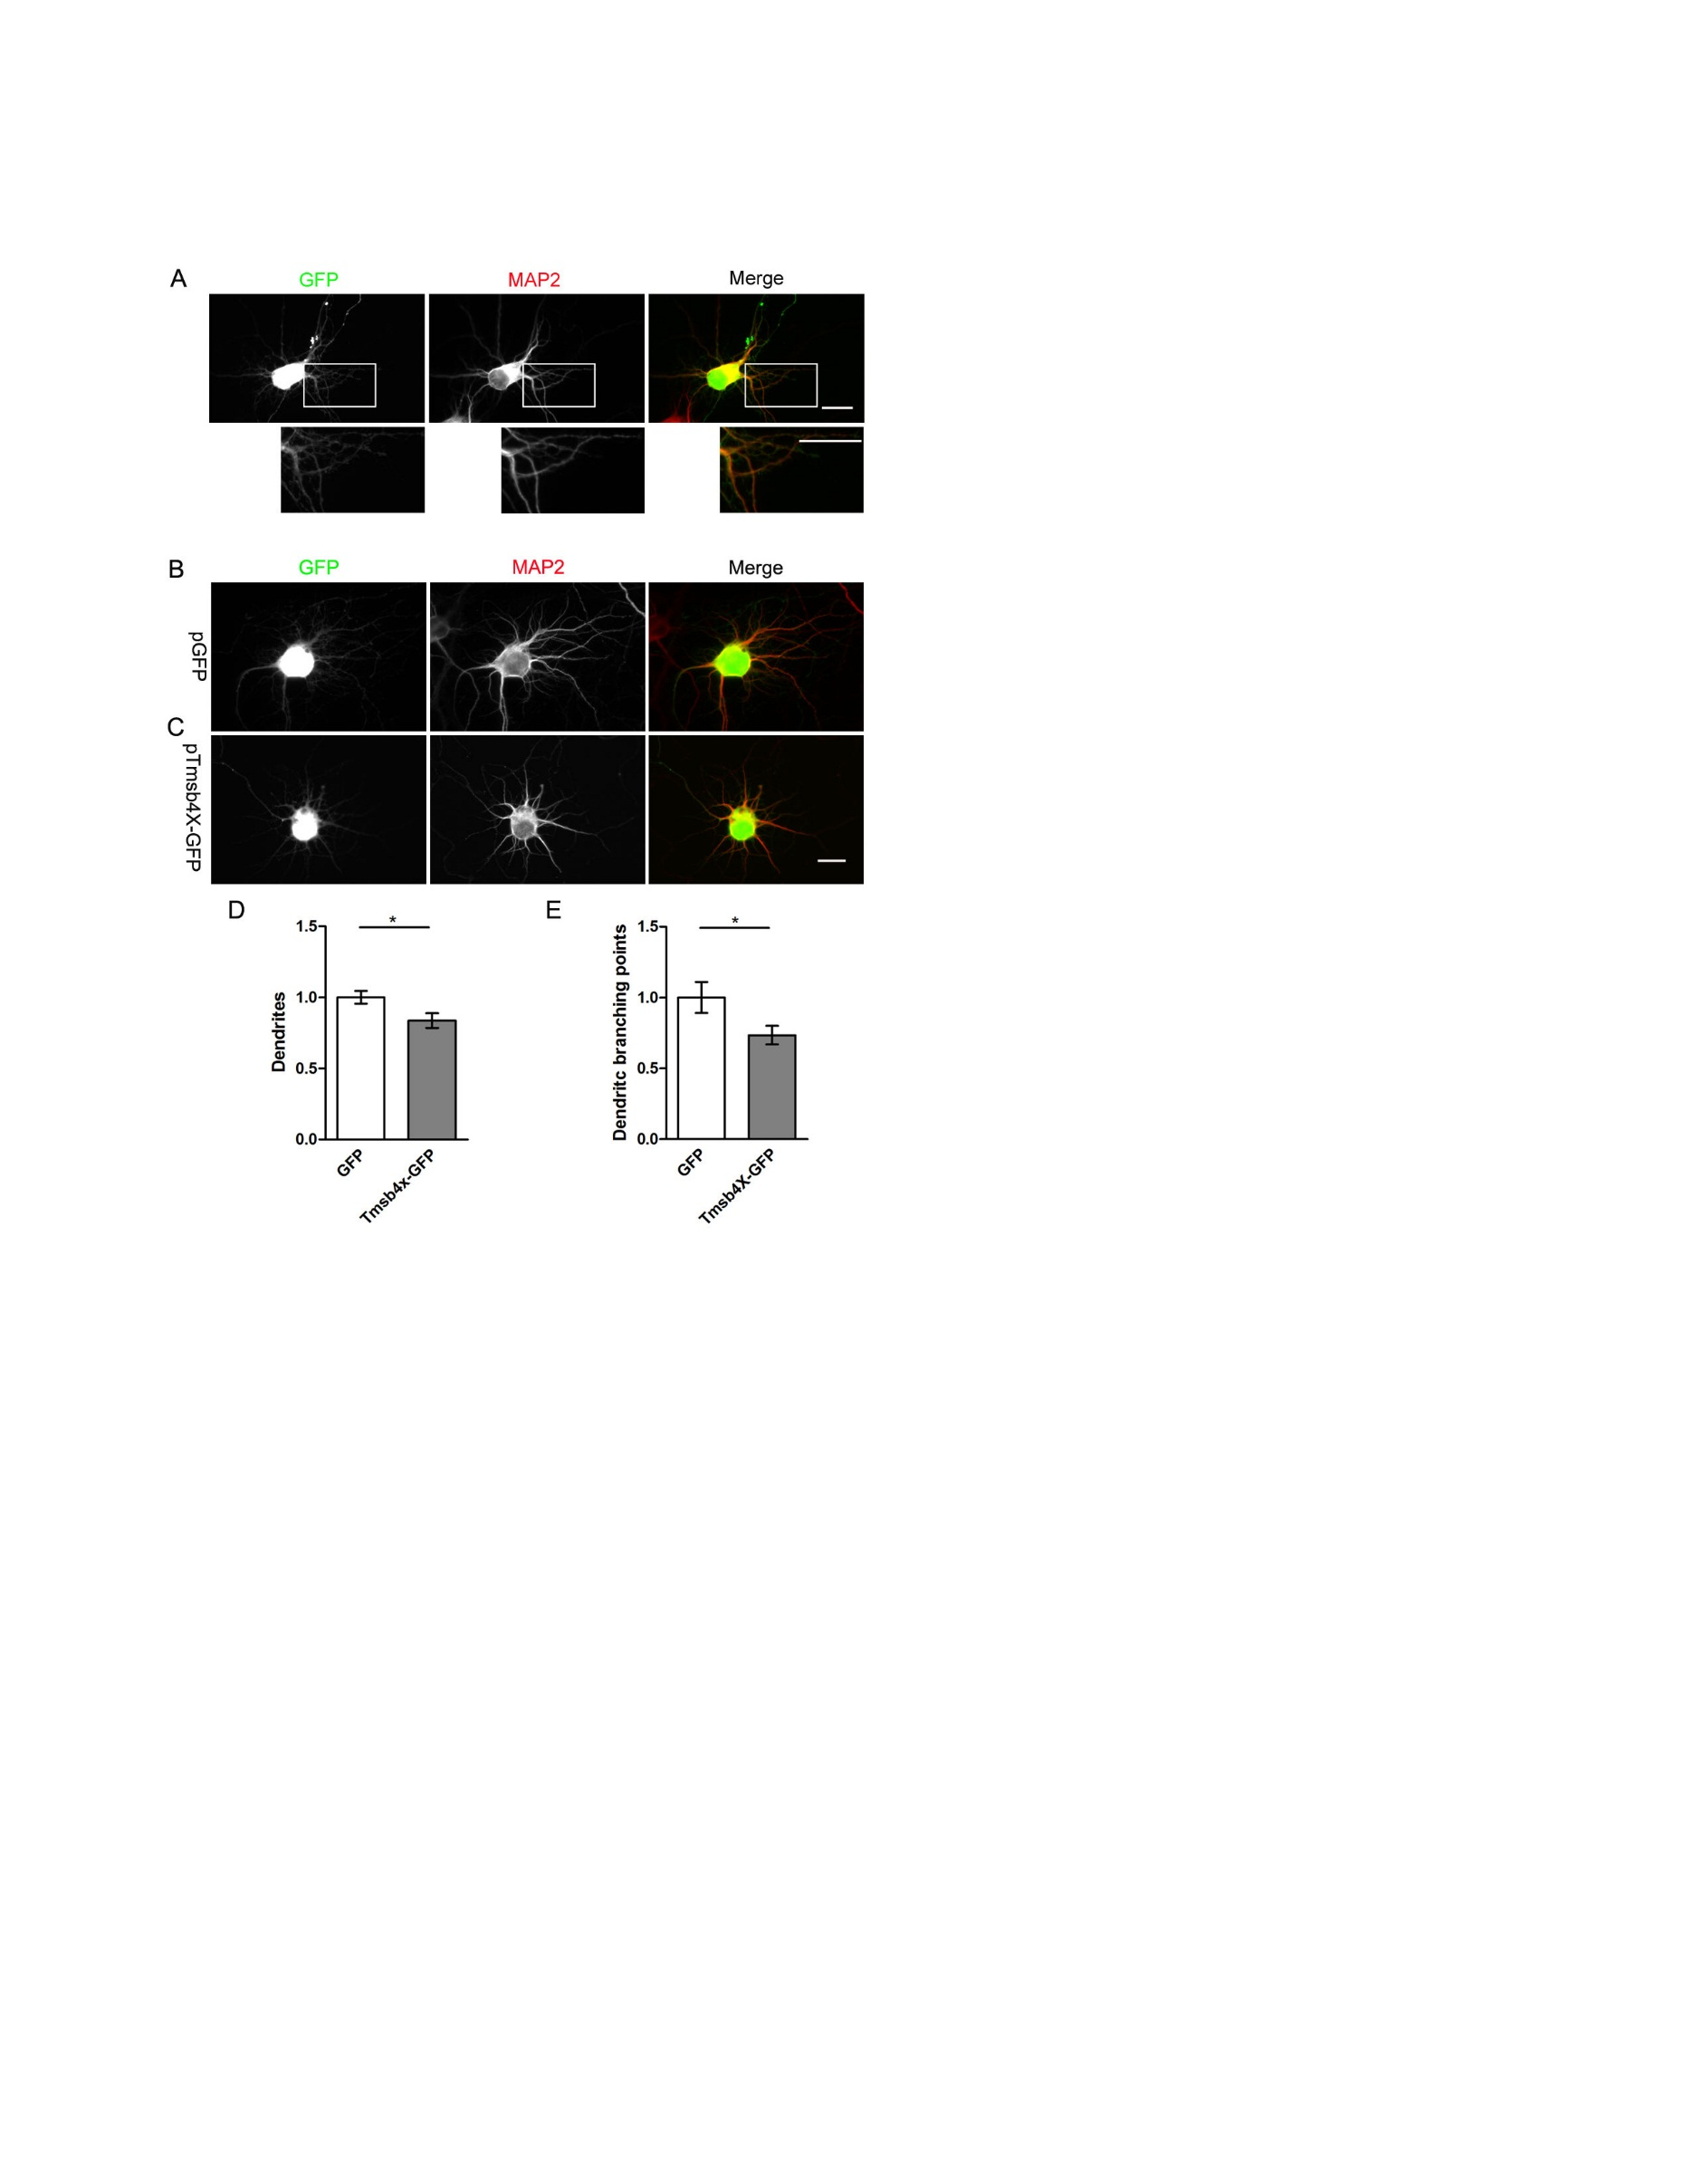 A
GFP MAP2 Merge
B
GFP MAP2 Merge
pGFP
C
pTmsb4X-GFP
D
*
1.5
1.0
0.5
0.0
Dendrites
GFP
Tmsb4x-GFP
E
*
1.5
1.0
0.5
0.0
Dendritc branching points
GFP
Tmsb4X-GFP